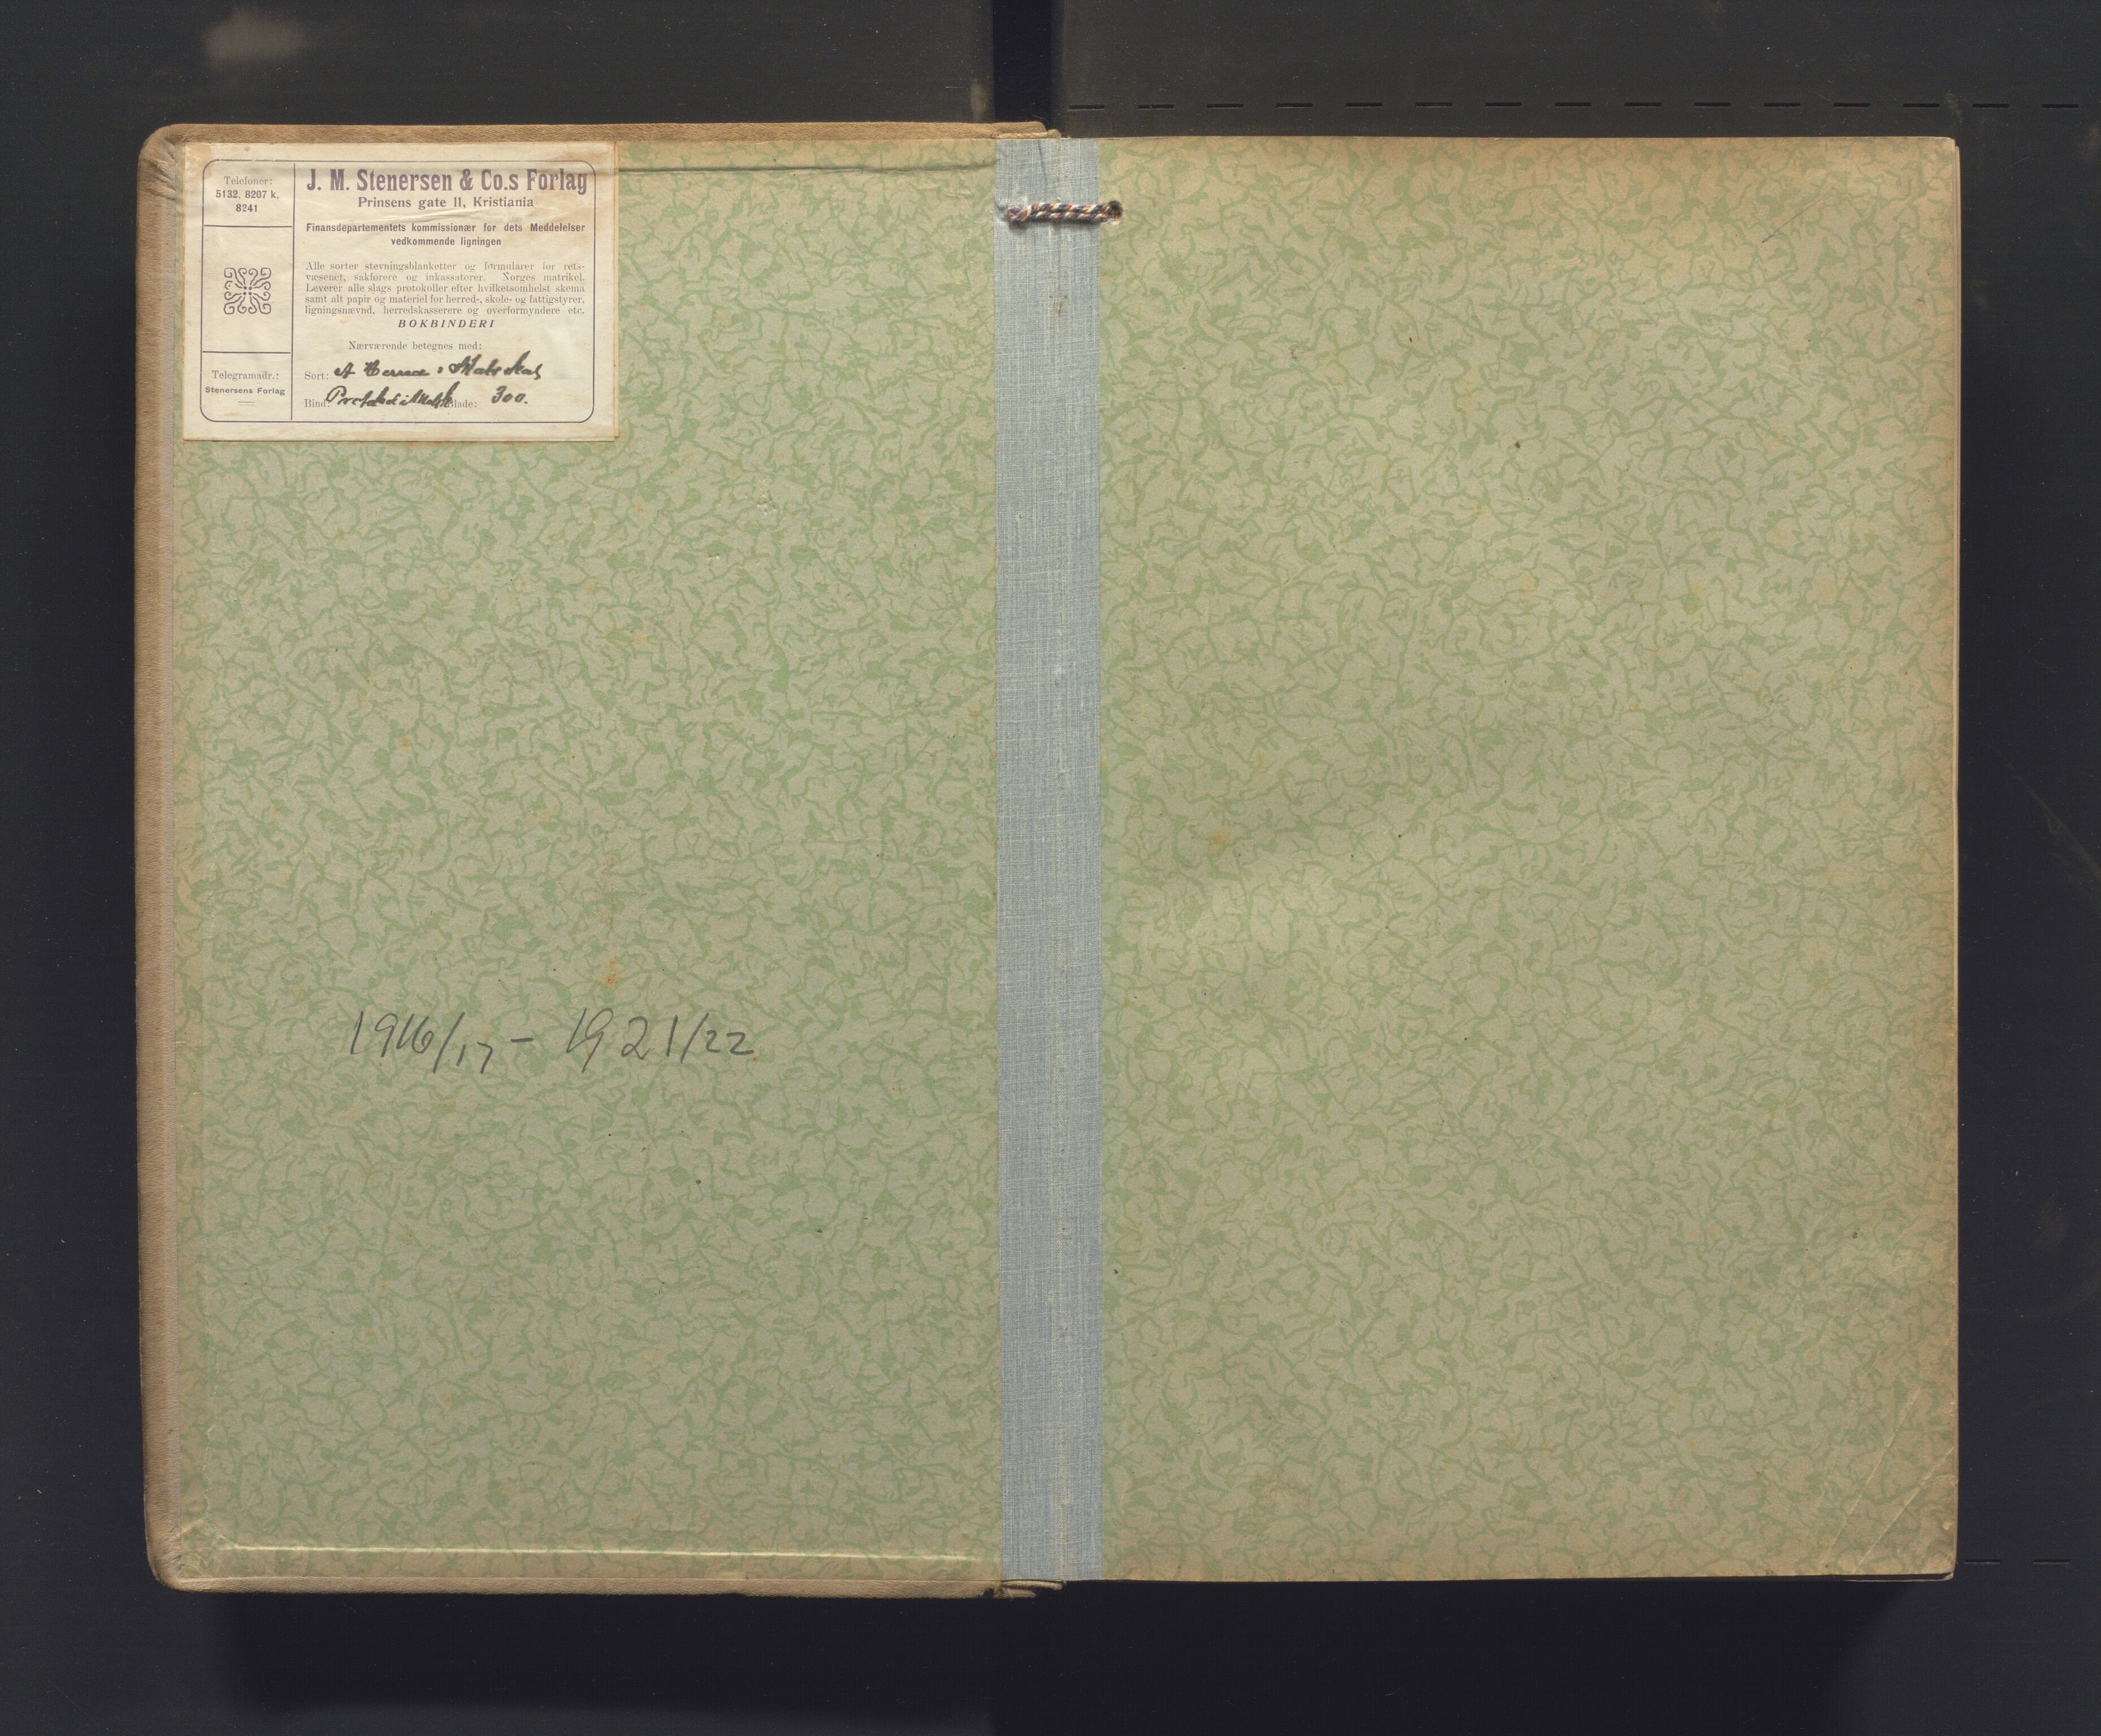 Telefoner:
5132, 8207 k,
8241
Telegramadr.:
Stenersens Forlag
J. M. Stenersen & Co.s Forlag
Prinsens gate 11, Kristiania
Finansdepartementets kommissionær for dets Meddelelser
vedkommende ligningen
Alle sorter stevningsblanketter og formularer for rets-
væsenet, sakførere og inkassatorer. Norges matrikel.
Leverer alle slags protokoller efter hvilketsomhelst skema
samt alt papir og materiel for herred-, skole- og fattigstyrer,
ligningsnævnd, herredskasserere og overformyndere etc.
BOKBINDERI
Nærværende betegnes med:
Sort:
Bind: Blade: 300.
1916/17 - 1921/22